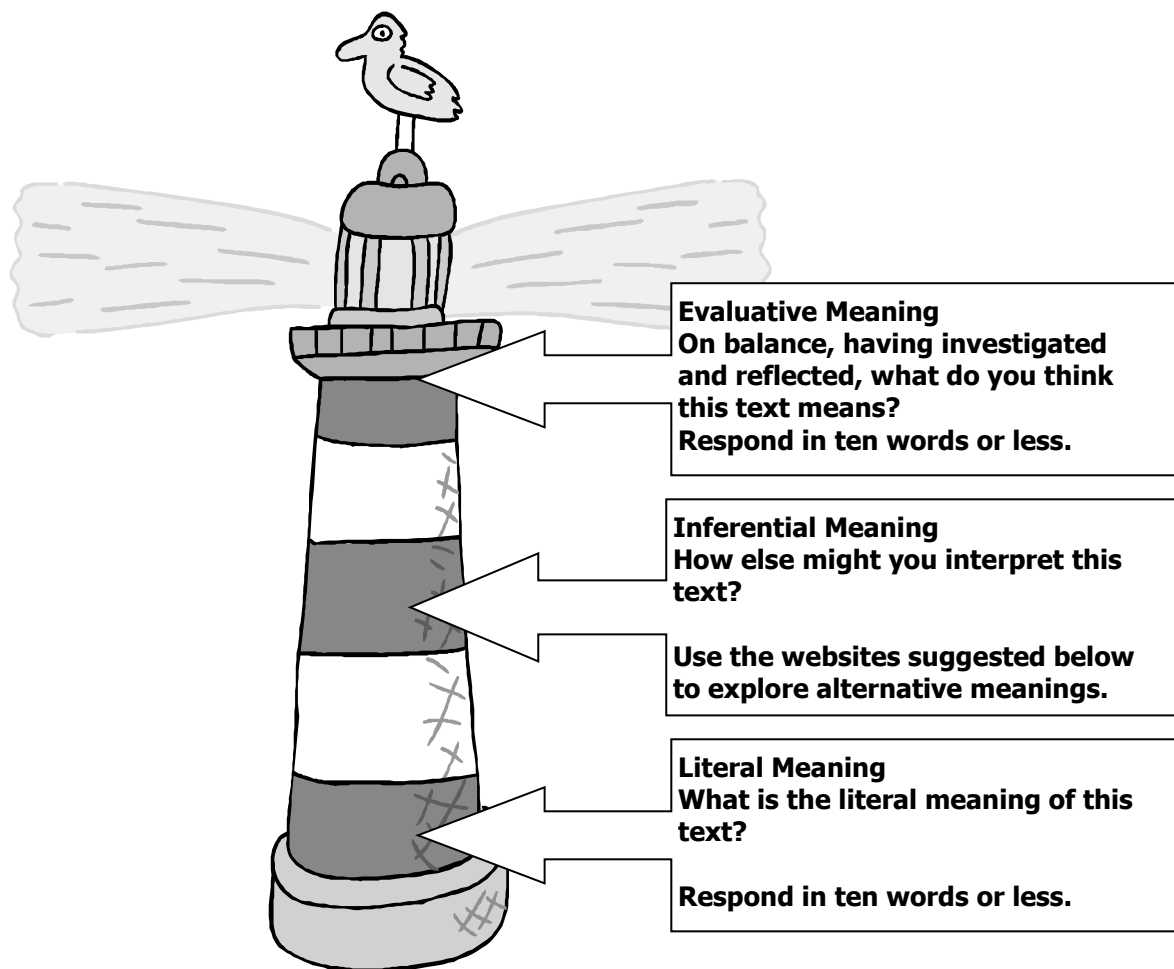 Evaluative Meaning
On balance, having investigated
and reflected, what do you think
this text means?
Respond in ten words or less.
Inferential Meaning
How else might you interpret this
text?
Use the websites suggested below
to explore alternative meanings.
Literal Meaning
What is the literal meaning of this
text?
Respond in ten words or less.